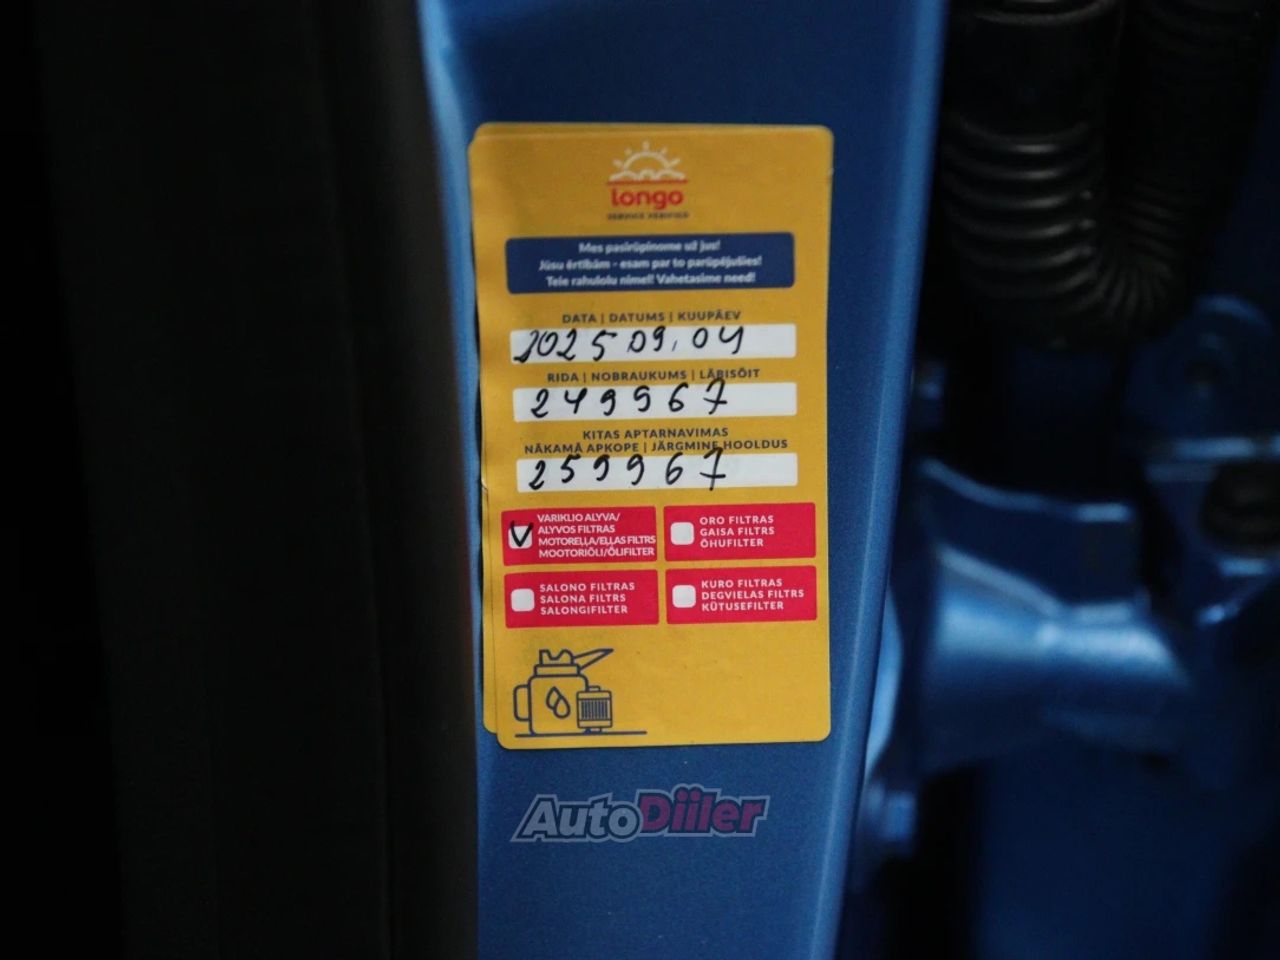 longo
SERVICE VERIFIED
Mes pasirūpinome už jus!
Jūsu ērtībām - esam par to parūpējušies!
Teie rahulolu nimel! Vahetasime need!
DATA | DATUMS | KUUPÄEV
2025 09. 04
RIDA | NOBRAUKUMS | LÄBISÕIT
249967
KITAS APTARNAVIMAS
NĀKAMĀ APKOPE | JÄRGMINE HOOLDUS
259967
V
VARIKLIO ALYVA/
ALYVOS FILTRAS
MOTOREĻĻA/EĻĻAS FILTRS
MOOTORIÕLI/ÕLIFILTER
ORO FILTRAS
GAISA FILTRS
ÕHUFILTER
SALONO FILTRAS
SALONA FILTRS
SALONGIFILTER
KURO FILTRAS
DEGVIELAS FILTRS
KÜTUSEFILTER
AutoDiiler